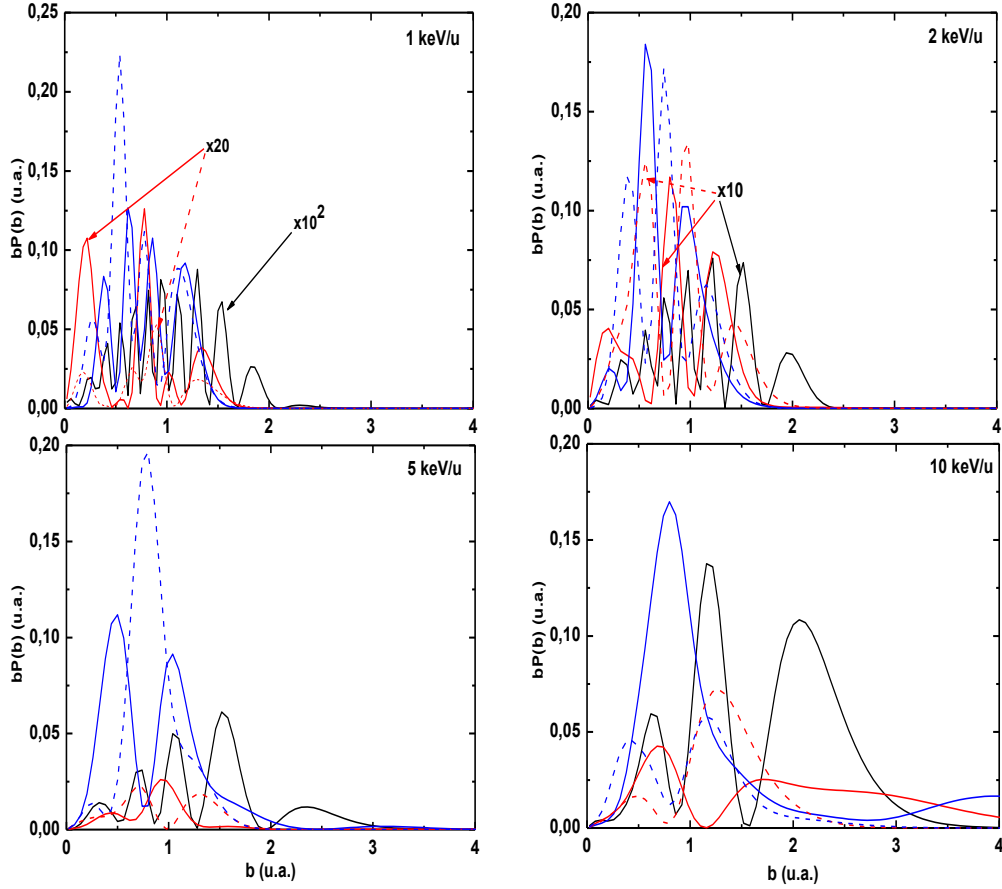 0,25
0,20
0,15
0,10
0,05
0,00
bP(b) (u.a.)
1 keV/u
x20
x10²
0 1 2 3 4
0,20
0,15
0,10
0,05
0,00
bP(b) (u.a.)
2 keV/u
x10
0 1 2 3 4
0,20
0,15
0,10
0,05
0,00
bP(b) (u.a.)
5 keV/u
0 1 2 3 4
b (u.a.)
0,20
0,15
0,10
0,05
0,00
bP(b) (u.a.)
10 keV/u
0 1 2 3 4
b (u.a.)